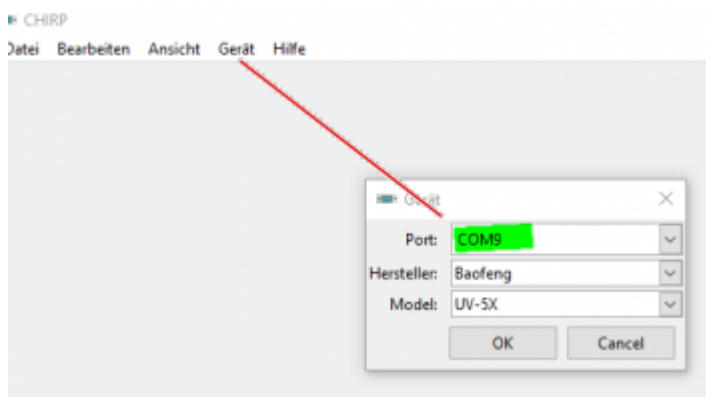 CHIRP
Datei Bearbeiten Ansicht Gerät Hilfe
Gerät
Port: COM9
Hersteller: Baofeng
Model: UV-5X
OK Cancel